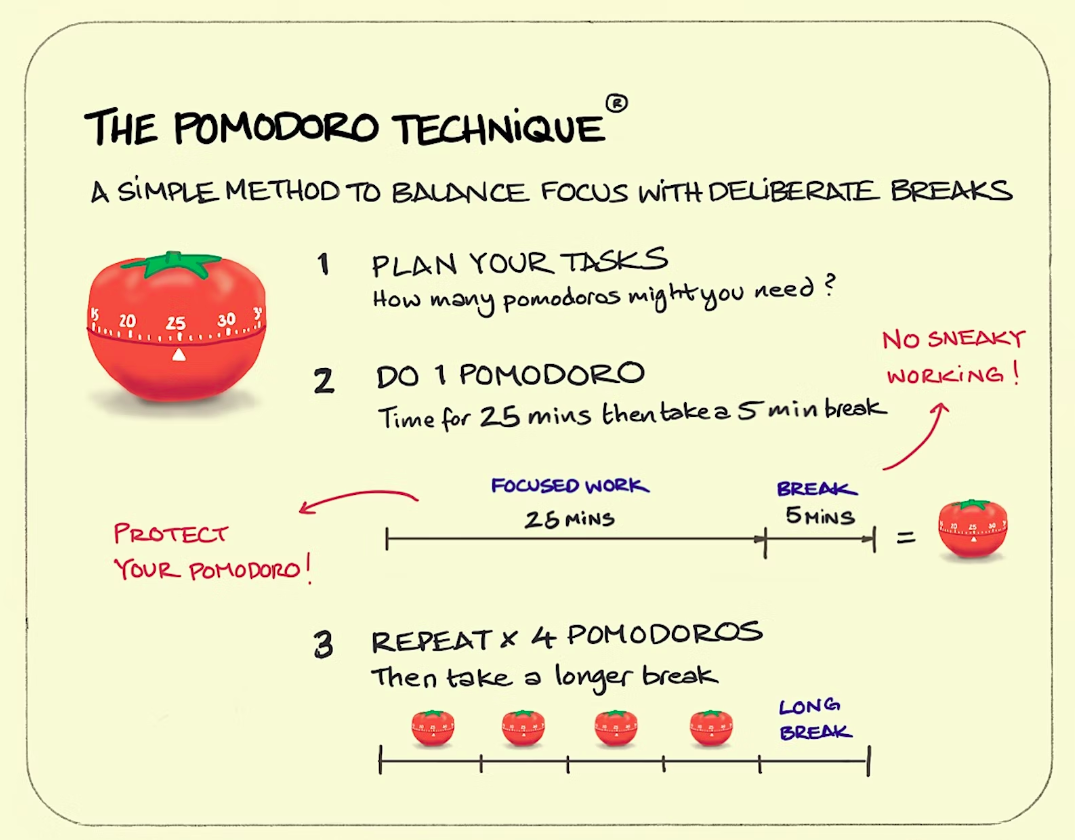 THE POMODORO TECHNIQUE®
A SIMPLE METHOD TO BALANCE FOCUS WITH DELIBERATE BREAKS
15 20 25 30
1 PLAN YOUR TASKS
How many pomodoros might you need?
2 DO 1 POMODORO
Time for 25 mins then take a 5 min break
NO SNEAKY
WORKING!
FOCUSED WORK
25 MINS
BREAK
5 MINS
=
PROTECT
YOUR POMODORO!
3 REPEAT x 4 POMODOROS
Then take a longer break
LONG
BREAK